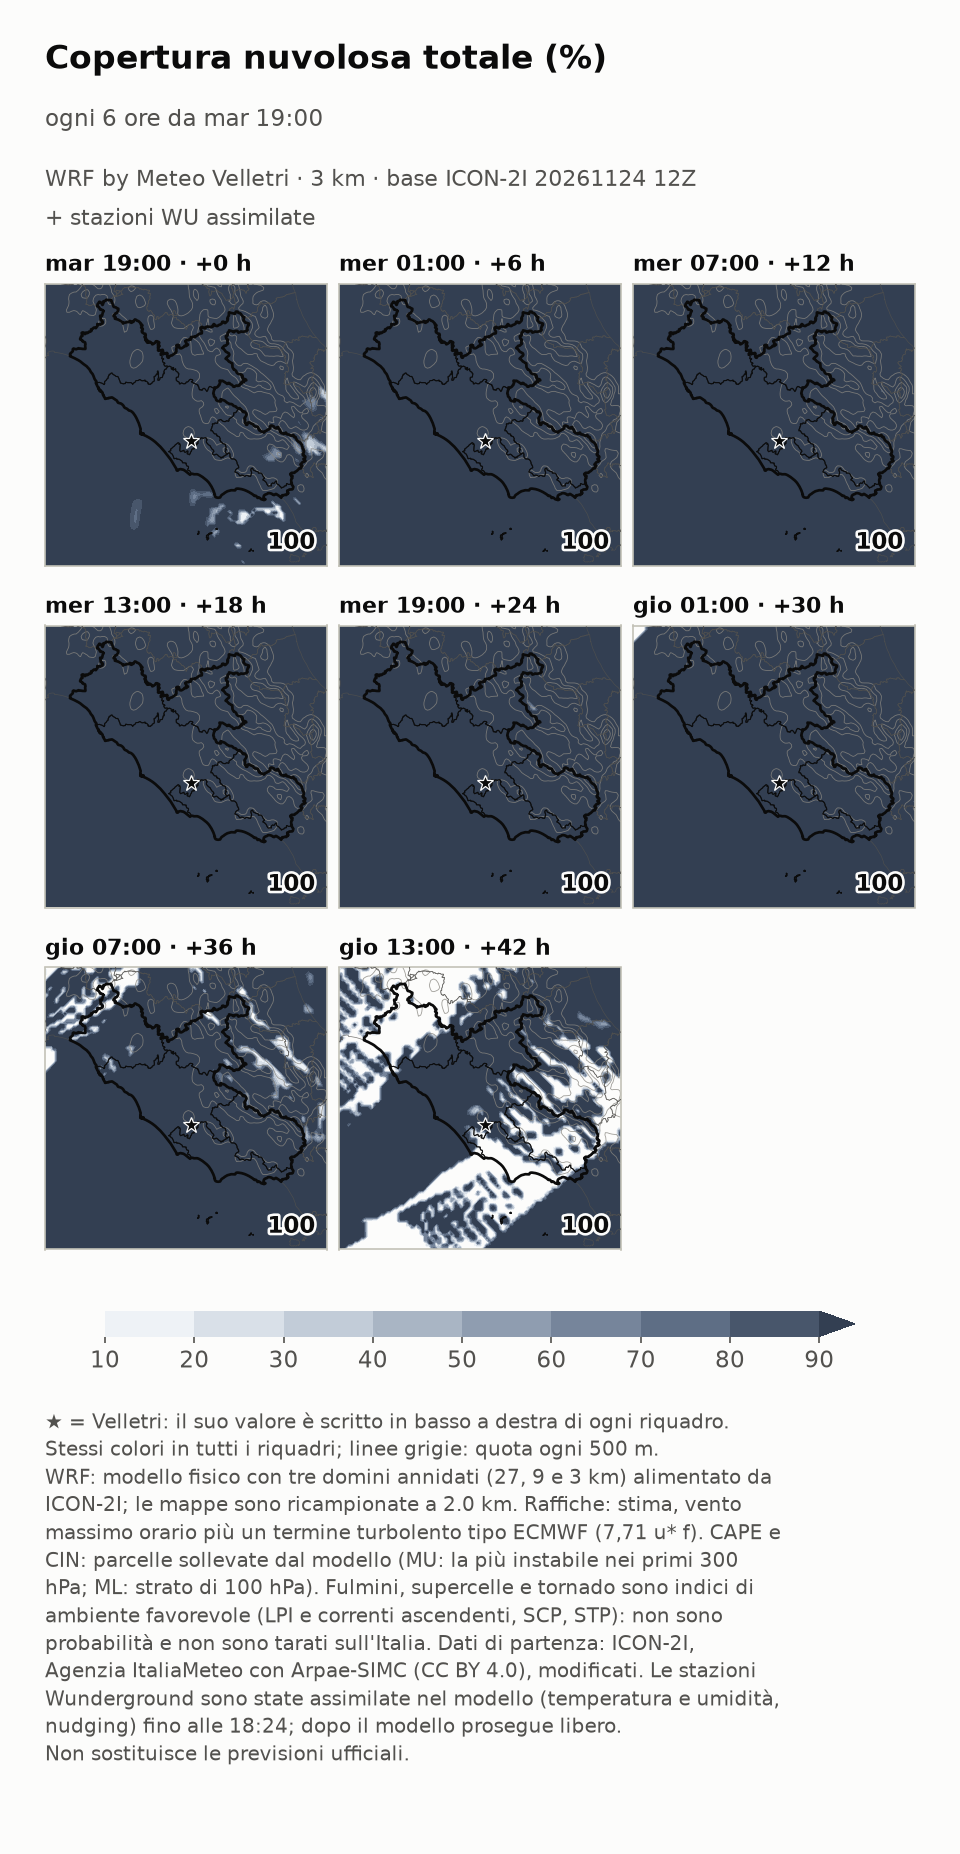 Copertura nuvolosa totale (%)
ogni 6 ore da mar 19:00
WRF by Meteo Velletri · 3 km · base ICON-2I 20261124 12Z
+ stazioni WU assimilate
mar 19:00 · +0 h
mer 01:00 · +6 h
mer 07:00 · +12 h
100
100
100
mer 13:00 · +18 h
mer 19:00 · +24 h
gio 01:00 · +30 h
100
100
100
gio 07:00 · +36 h
gio 13:00 · +42 h
100
100
10 20 30 40 50 60 70 80 90
★ = Velletri: il suo valore è scritto in basso a destra di ogni riquadro.
Stessi colori in tutti i riquadri; linee grigie: quota ogni 500 m.
WRF: modello fisico con tre domini annidati (27, 9 e 3 km) alimentato da
ICON-2I; le mappe sono ricampionate a 2.0 km. Raffiche: stima, vento
massimo orario più un termine turbolento tipo ECMWF (7,71 u* f). CAPE e
CIN: parcelle sollevate dal modello (MU: la più instabile nei primi 300
hPa; ML: strato di 100 hPa). Fulmini, supercelle e tornado sono indici di
ambiente favorevole (LPI e correnti ascendenti, SCP, STP): non sono
probabilità e non sono tarati sull'Italia. Dati di partenza: ICON-2I,
Agenzia ItaliaMeteo con Arpae-SIMC (CC BY 4.0), modificati. Le stazioni
Wunderground sono state assimilate nel modello (temperatura e umidità,
nudging) fino alle 18:24; dopo il modello prosegue libero.
Non sostituisce le previsioni ufficiali.